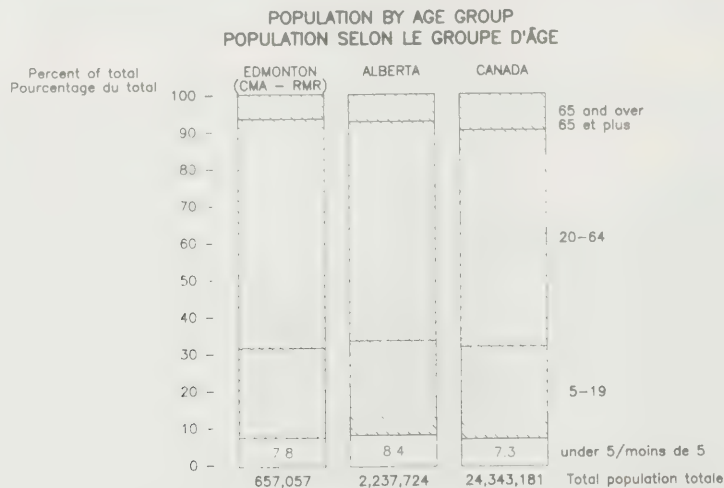 POPULATION BY AGE GROUP
POPULATION SELON LE GROUPE D'ÂGE
Percent of total
Pourcentage du total
EDMONTON
(CMA – RMR)
ALBERTA
CANADA
100 –
90 –
80 –
70 –
60 –
50 –
40 –
30 –
20 –
10 –
0 –
65 and over
65 et plus
20–64
5–19
7.8
8.4
7.3
under 5/moins de 5
657,057
2,237,724
24,343,181
Total population totale